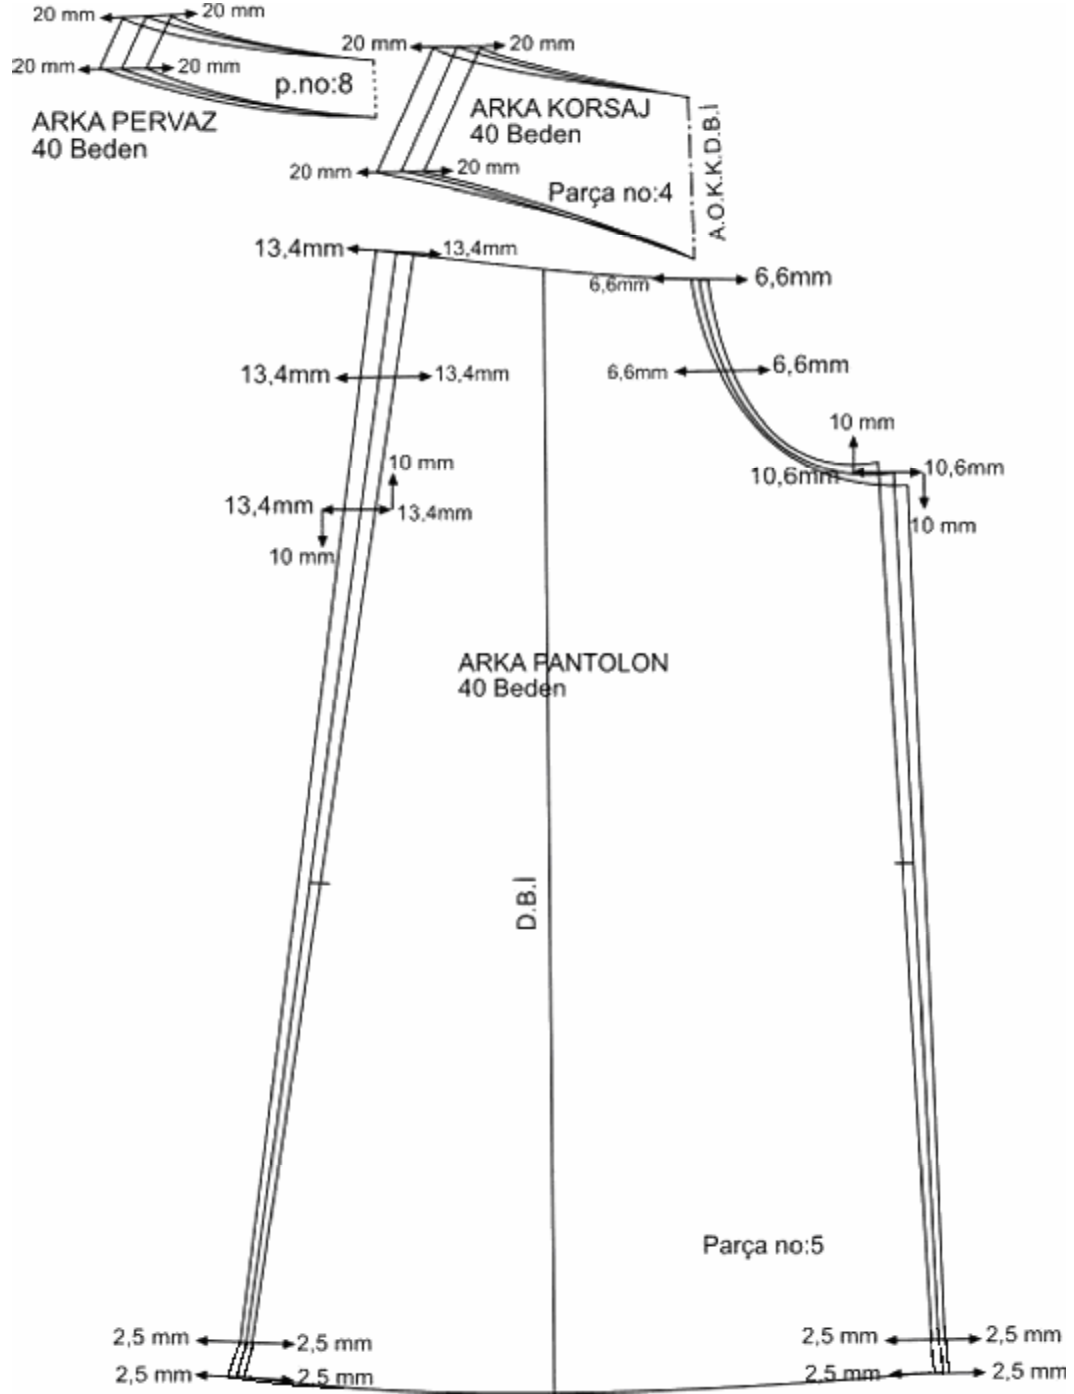 20 mm 20 mm
20 mm 20 mm
20 mm 20 mm
p.no:8
ARKA PERVAZ
40 Beden
ARKA KORSAJ
40 Beden
A.O.K.K.D.B.İ
20 mm 20 mm
Parça no:4
13,4mm 13,4mm
6,6mm 6,6mm
13,4mm 13,4mm
6,6mm 6,6mm
10 mm
10 mm
10,6mm 10,6mm
13,4mm 13,4mm
10 mm
10 mm
ARKA PANTOLON
40 Beden
D.B.İ
Parça no:5
2,5 mm 2,5 mm
2,5 mm 2,5 mm
2,5 mm 2,5 mm
2,5 mm 2,5 mm